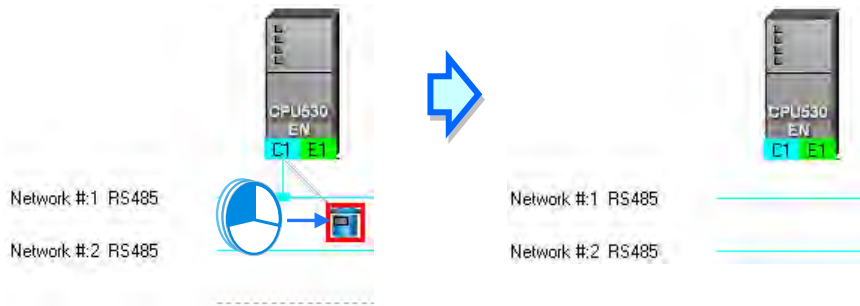 CPU530
EN
C1 E1
Network #:1 RS485
Network #:2 RS485
CPU530
EN
C1 E1
Network #:1 RS485
Network #:2 RS485